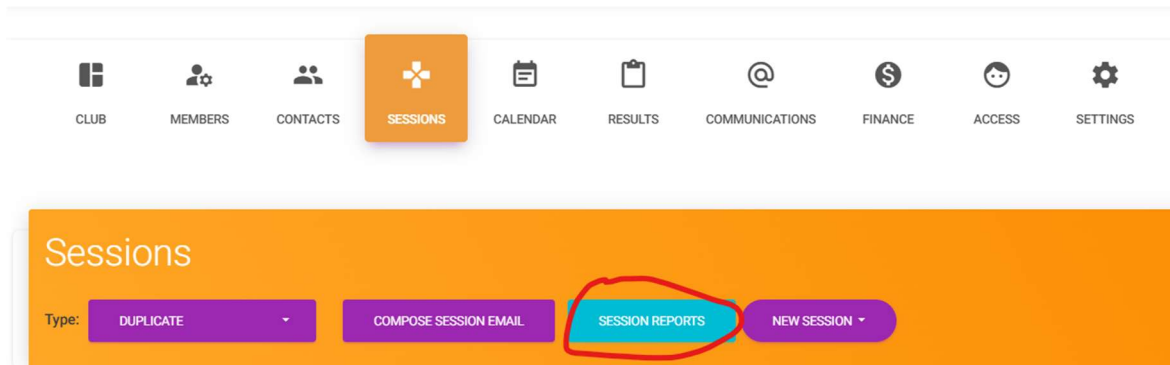 CLUB MEMBERS CONTACTS SESSIONS CALENDAR RESULTS COMMUNICATIONS FINANCE ACCESS SETTINGS
Sessions
Type: DUPLICATE COMPOSE SESSION EMAIL SESSION REPORTS NEW SESSION